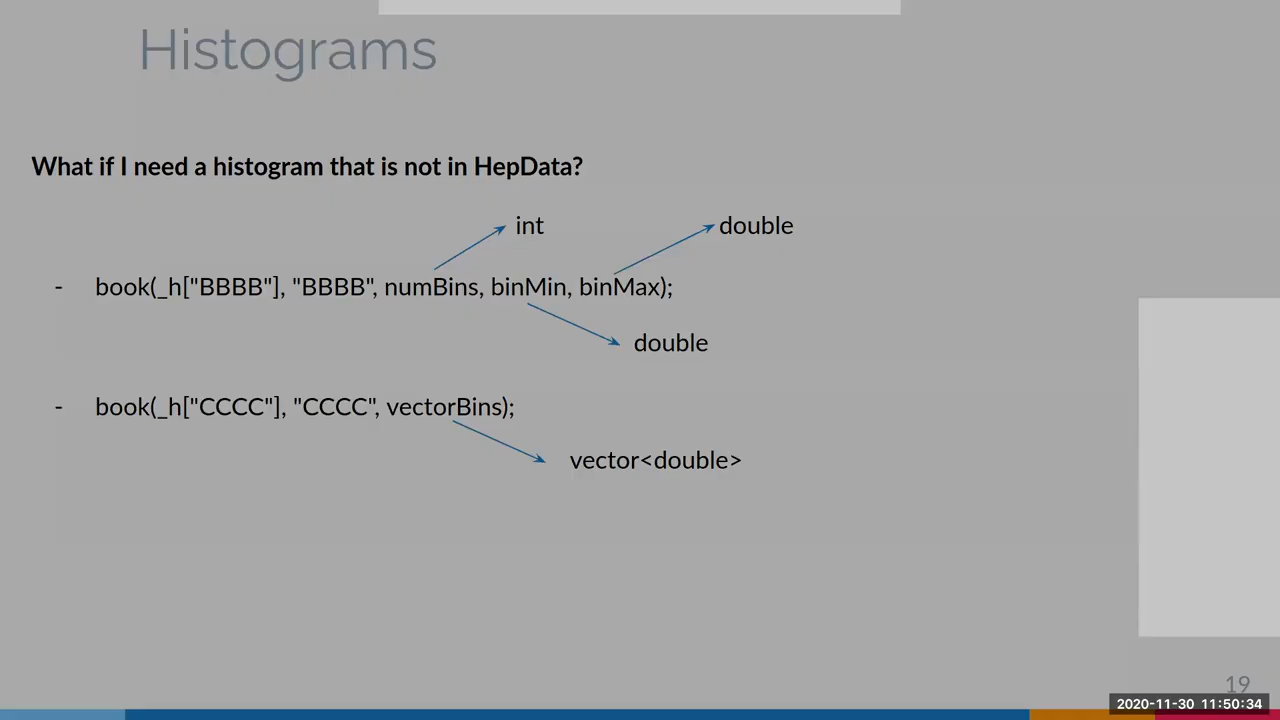 Histograms
What if I need a histogram that is not in HepData?
int
double
- book(_h["BBBB"], "BBBB", numBins, binMin, binMax);
double
- book(_h["CCCC"], "CCCC", vectorBins);
vector<double>
19
2020-11-30 11:50:34